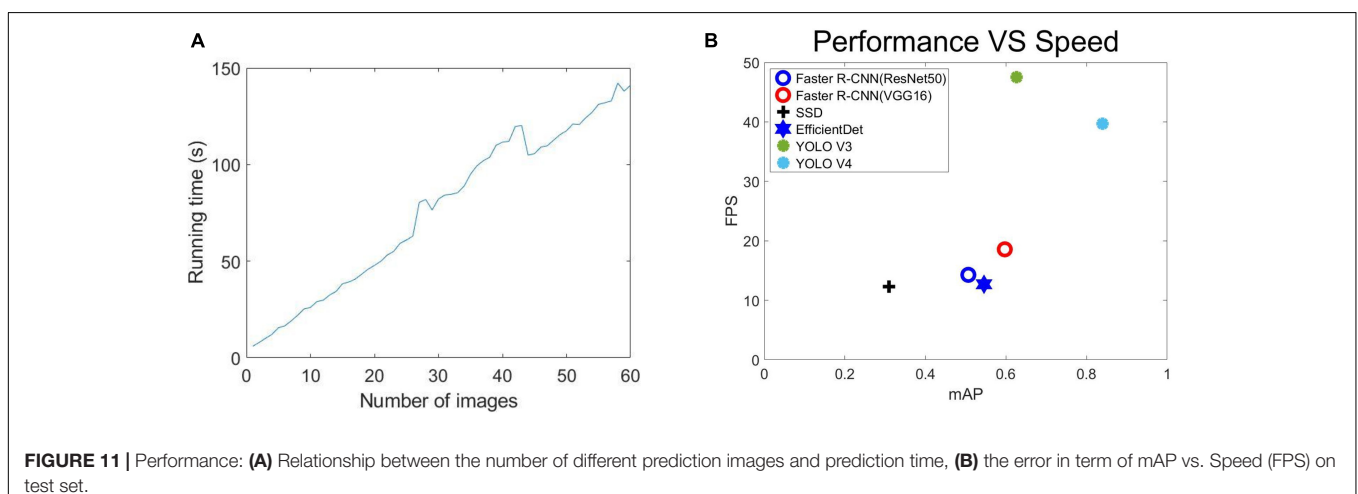 A
150
100
50
0
0
10
20
30
40
50
60
Running time (s)
Number of images
B
Performance VS Speed
50
40
30
20
10
0
0
0.2
0.4
0.6
0.8
1
FPS
mAP
Faster R-CNN(ResNet50)
Faster R-CNN(VGG16)
SSD
EfficientDet
YOLO V3
YOLO V4
FIGURE 11 | Performance: (A) Relationship between the number of different prediction images and prediction time, (B) the error in term of mAP vs. Speed (FPS) on
test set.